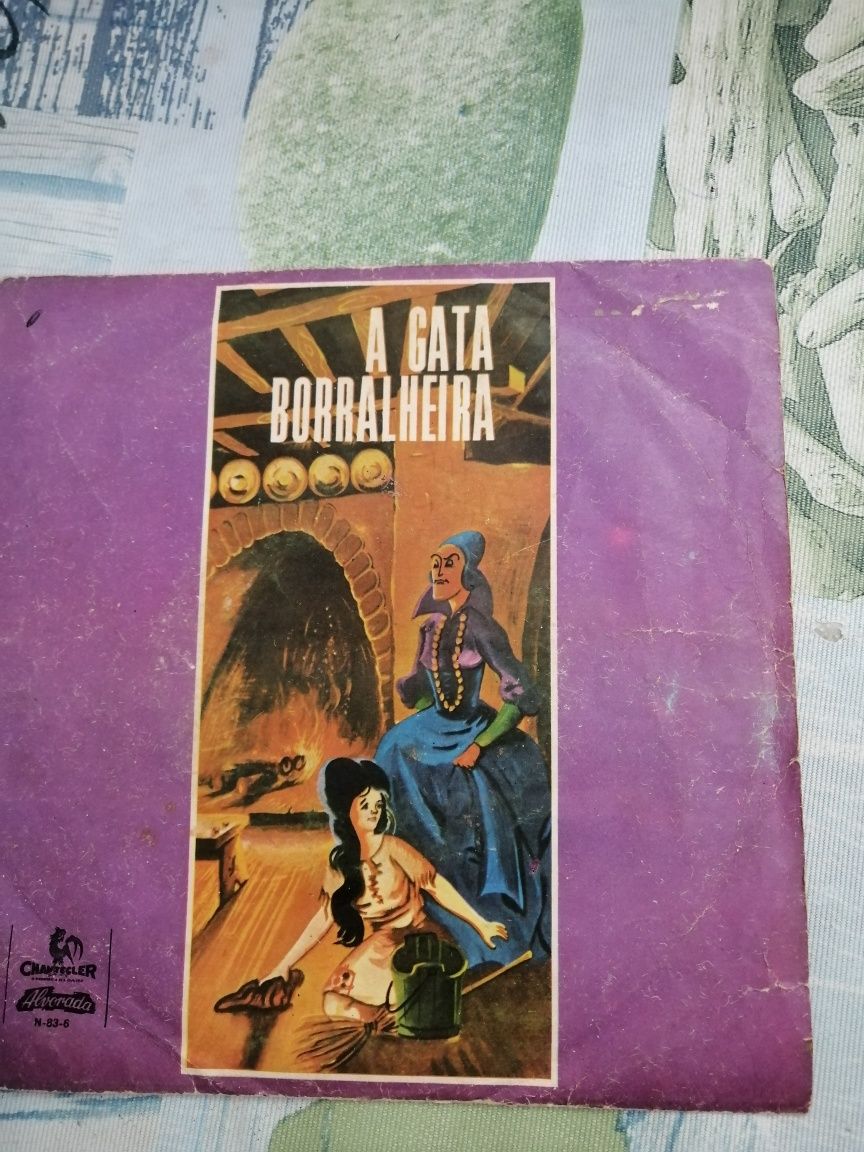 A GATA
BORRALHEIRA
CHANTECLER
Alvorada
N-83-6